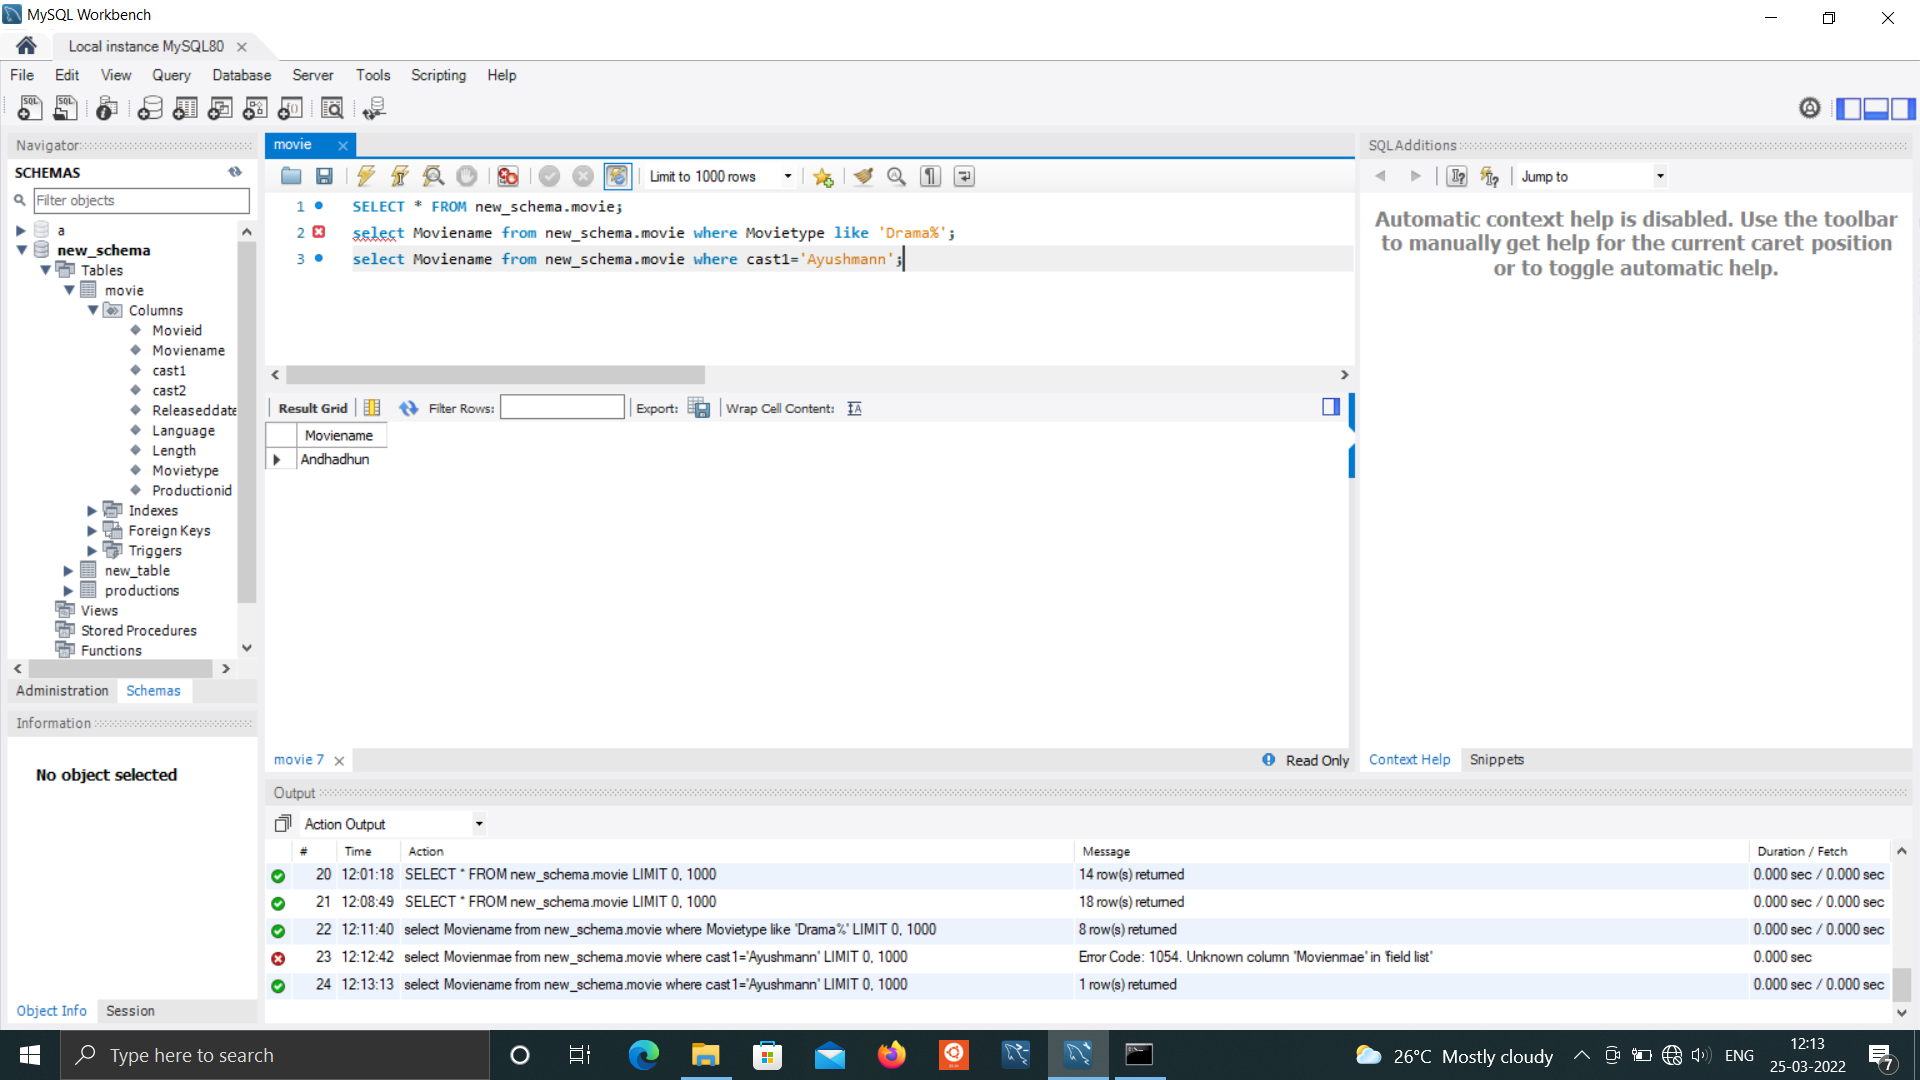 MySQL Workbench
Local instance MySQL80
File Edit View Query Database Server Tools Scripting Help
Navigator
SCHEMAS
Filter objects
a
new_schema
Tables
movie
Columns
Movieid
Moviename
cast1
cast2
Releaseddate
Language
Length
Movietype
Productionid
Indexes
Foreign Keys
Triggers
new_table
productions
Views
Stored Procedures
Functions
Administration Schemas
Information
No object selected
Object Info Session
movie
Limit to 1000 rows
1 SELECT * FROM new_schema.movie;
2 select Moviename from new_schema.movie where Movietype like 'Drama%';
3 select Moviename from new_schema.movie where cast1='Ayushmann';
Result Grid Filter Rows: Export: Wrap Cell Content:
Moviename
Andhadhun
movie 7 Read Only
SQLAdditions
Jump to
Automatic context help is disabled. Use the toolbar
to manually get help for the current caret position
or to toggle automatic help.
Context Help Snippets
Output
Action Output
# Time Action Message Duration / Fetch
20 12:01:18 SELECT * FROM new_schema.movie LIMIT 0, 1000 14 row(s) returned 0.000 sec / 0.000 sec
21 12:08:49 SELECT * FROM new_schema.movie LIMIT 0, 1000 18 row(s) returned 0.000 sec / 0.000 sec
22 12:11:40 select Moviename from new_schema.movie where Movietype like 'Drama%' LIMIT 0, 1000 8 row(s) returned 0.000 sec / 0.000 sec
23 12:12:42 select Movienmae from new_schema.movie where cast1='Ayushmann' LIMIT 0, 1000 Error Code: 1054. Unknown column 'Movienmae' in 'field list' 0.000 sec
24 12:13:13 select Moviename from new_schema.movie where cast1='Ayushmann' LIMIT 0, 1000 1 row(s) returned 0.000 sec / 0.000 sec
Type here to search
26°C Mostly cloudy
ENG
12:13
25-03-2022
7